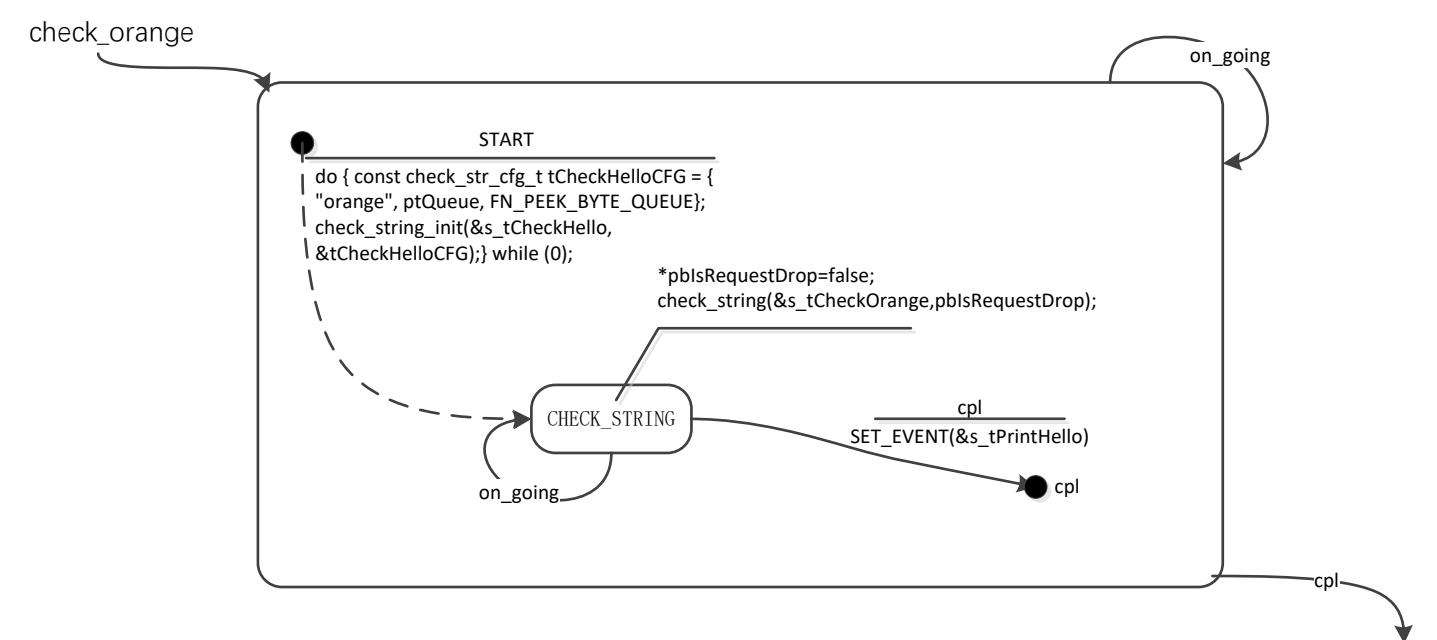 check_orange
on_going
START
do { const check_str_cfg_t tCheckHelloCFG = {
"orange", ptQueue, FN_PEEK_BYTE_QUEUE};
check_string_init(&s_tCheckHello,
&tCheckHelloCFG);} while (0);
*pbIsRequestDrop=false;
check_string(&s_tCheckOrange,pbIsRequestDrop);
CHECK_STRING
cpl
SET_EVENT(&s_tPrintHello)
on_going
cpl
cpl